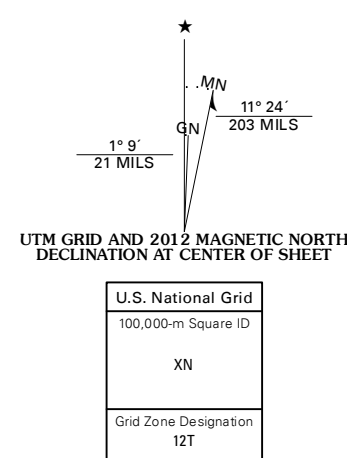 ★
MN
GN
11° 24´
203 MILS
1° 9´
21 MILS
UTM GRID AND 2012 MAGNETIC NORTH
DECLINATION AT CENTER OF SHEET
U.S. National Grid
100,000-m Square ID
XN
Grid Zone Designation
12T